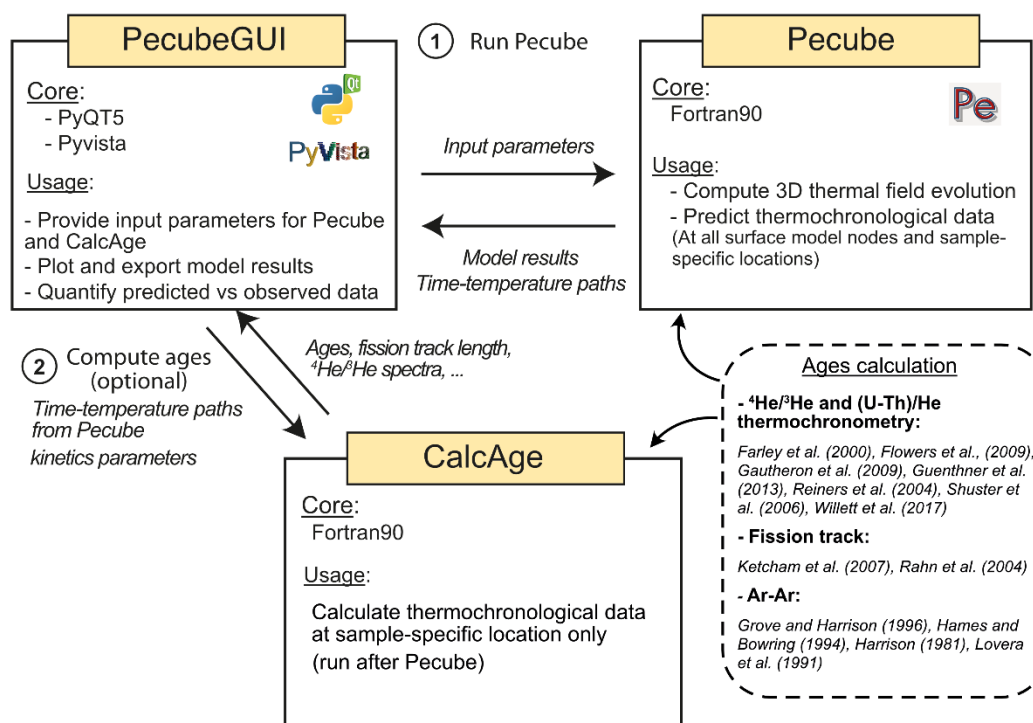 PecubeGUI
Core:
- PyQT5
- Pyvista
Qt
PyVista
Usage:
- Provide input parameters for Pecube
and CalcAge
- Plot and export model results
- Quantify predicted vs observed data
1 Run Pecube
Input parameters
Model results
Time-temperature paths
Pecube
Core:
Fortran90
Pe
Usage:
- Compute 3D thermal field evolution
- Predict thermochronological data
(At all surface model nodes and sample-
specific locations)
2 Compute ages
(optional)
Time-temperature paths
from Pecube
kinetics parameters
Ages, fission track length,
⁴He/³He spectra, ...
CalcAge
Core:
Fortran90
Usage:
Calculate thermochronological data
at sample-specific location only
(run after Pecube)
Ages calculation
- ⁴He/³He and (U-Th)/He
thermochronometry:
Farley et al. (2000), Flowers et al., (2009),
Gautheron et al. (2009), Guenthner et al.
(2013), Reiners et al. (2004), Shuster et
al. (2006), Willett et al. (2017)
- Fission track:
Ketcham et al. (2007), Rahn et al. (2004)
- Ar-Ar:
Grove and Harrison (1996), Hames and
Bowring (1994), Harrison (1981), Lovera
et al. (1991)